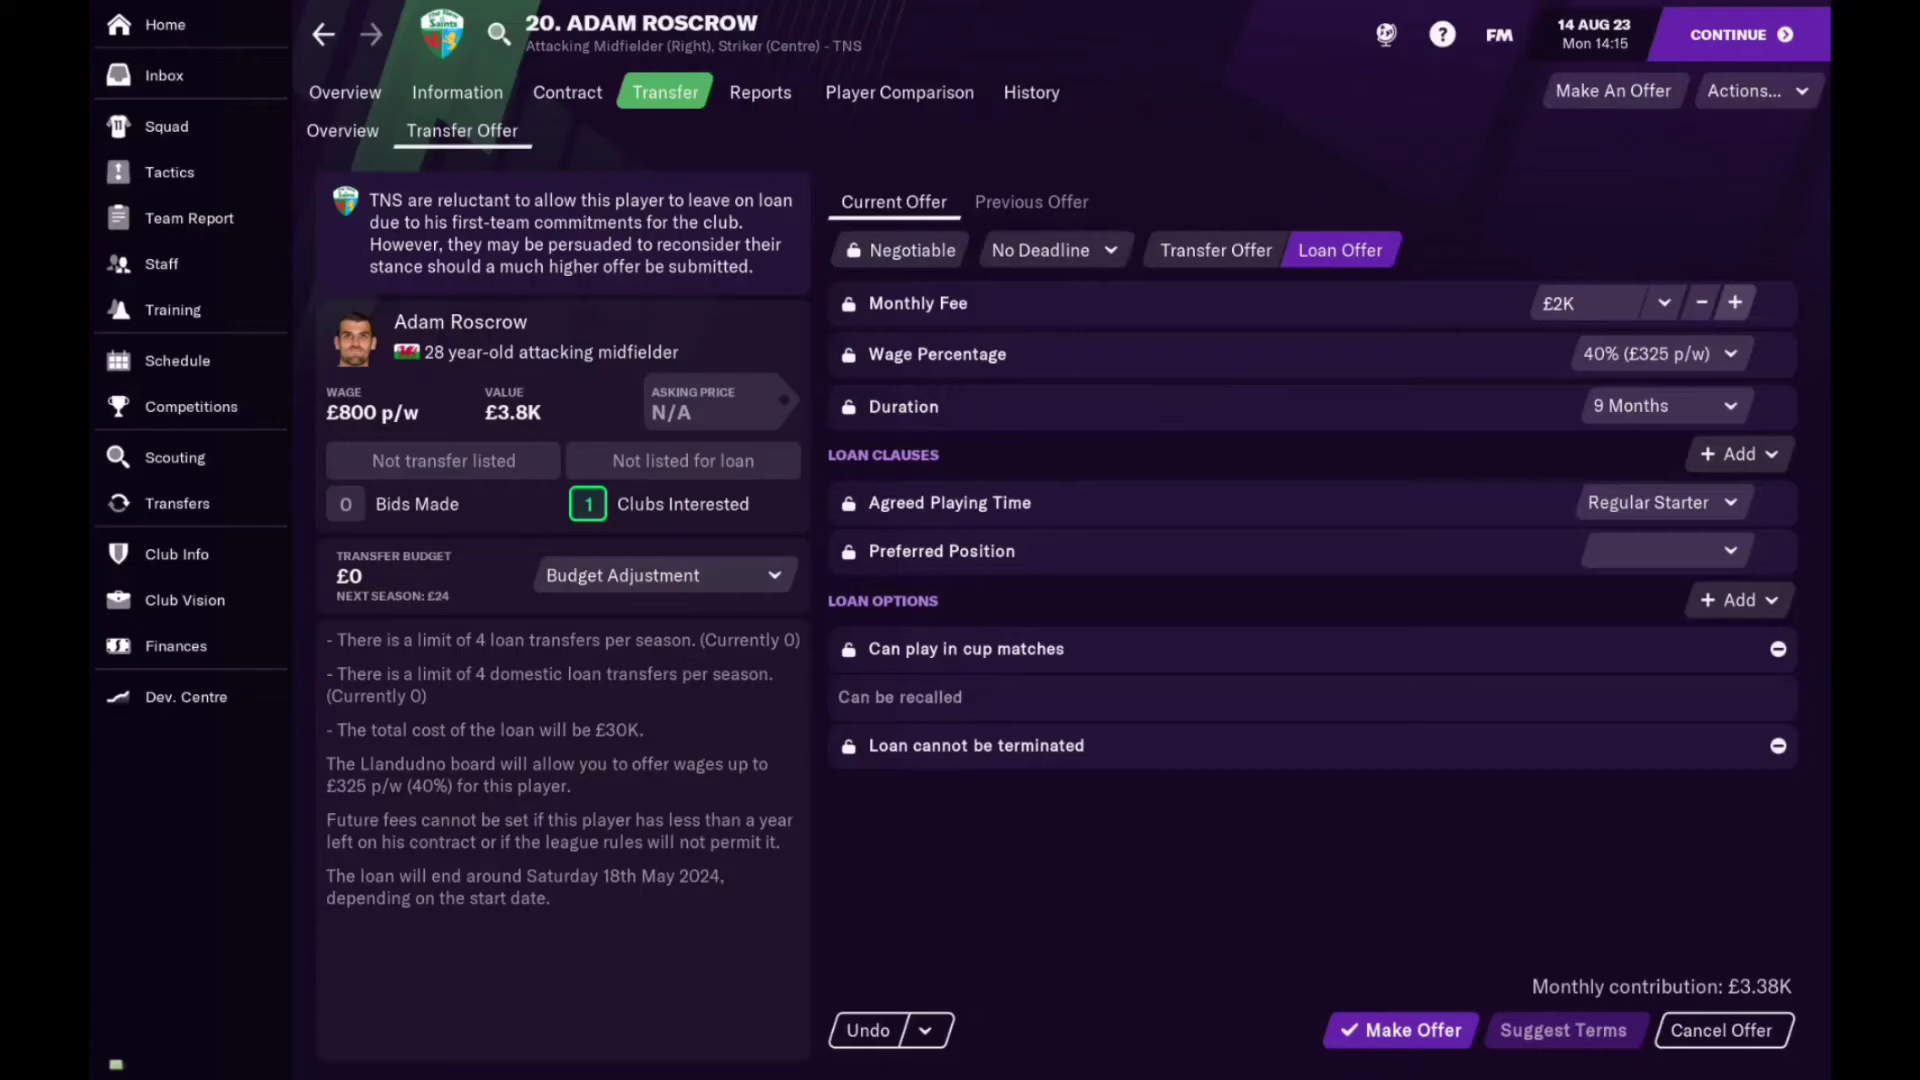 Home
Inbox
Squad
Tactics
Team Report
Staff
Training
Schedule
Competitions
Scouting
Transfers
Club Info
Club Vision
Finances
Dev. Centre
20. ADAM ROSCROW
Attacking Midfielder (Right), Striker (Centre) - TNS
FM
14 AUG 23
Mon 14:15
CONTINUE
Overview
Information
Contract
Transfer
Reports
Player Comparison
History
Make An Offer
Actions...
Overview
Transfer Offer
TNS are reluctant to allow this player to leave on loan
due to his first-team commitments for the club.
However, they may be persuaded to reconsider their
stance should a much higher offer be submitted.
Adam Roscrow
28 year-old attacking midfielder
WAGE
£800 p/w
VALUE
£3.8K
ASKING PRICE
N/A
Not transfer listed
Not listed for loan
0 Bids Made
1 Clubs Interested
TRANSFER BUDGET
£0
NEXT SEASON: £24
Budget Adjustment
- There is a limit of 4 loan transfers per season. (Currently 0)
- There is a limit of 4 domestic loan transfers per season.
(Currently 0)
- The total cost of the loan will be £30K.
The Llandudno board will allow you to offer wages up to
£325 p/w (40%) for this player.
Future fees cannot be set if this player has less than a year
left on his contract or if the league rules will not permit it.
The loan will end around Saturday 18th May 2024,
depending on the start date.
Current Offer
Previous Offer
Negotiable
No Deadline
Transfer Offer
Loan Offer
Monthly Fee
£2K
Wage Percentage
40% (£325 p/w)
Duration
9 Months
LOAN CLAUSES
+ Add
Agreed Playing Time
Regular Starter
Preferred Position
LOAN OPTIONS
+ Add
Can play in cup matches
Can be recalled
Loan cannot be terminated
Monthly contribution: £3.38K
Undo
Make Offer
Suggest Terms
Cancel Offer